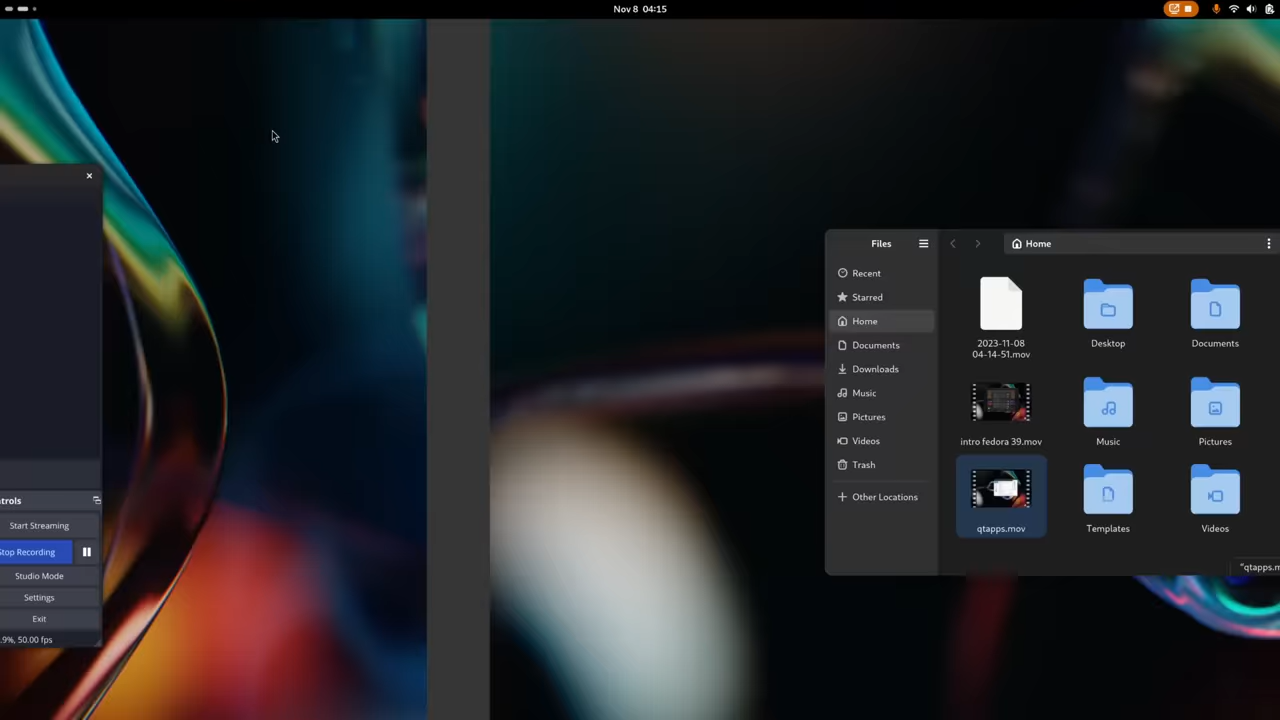 Nov 8 04:15
ntrols
Start Streaming
Stop Recording
Studio Mode
Settings
Exit
.9%, 50.00 fps
Files
Home
Recent
Starred
Home
Documents
Downloads
Music
Pictures
Videos
Trash
Other Locations
2023-11-08
04-14-51.mov
Desktop
Documents
intro fedora 39.mov
Music
Pictures
qtapps.mov
Templates
Videos
"qtapps.m